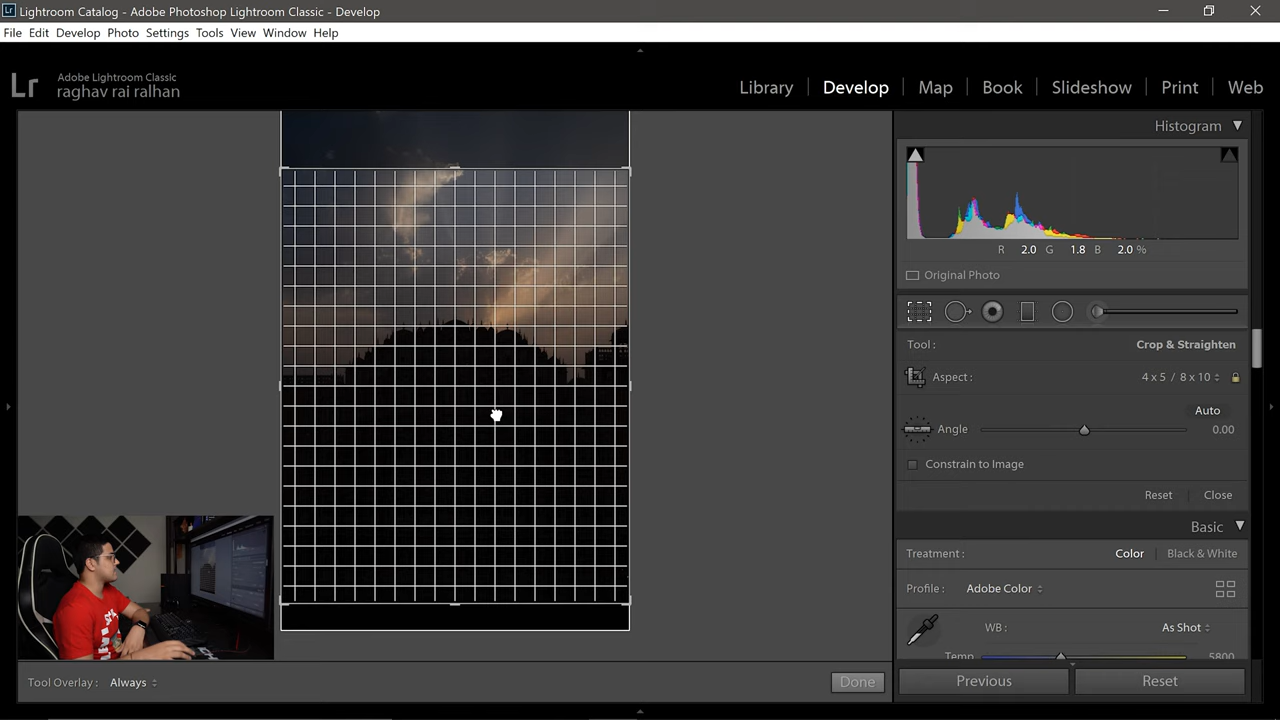 Lr Lightroom Catalog - Adobe Photoshop Lightroom Classic - Develop
File Edit Develop Photo Settings Tools View Window Help
Lr Adobe Lightroom Classic
raghav rai ralhan
Library | Develop | Map | Book | Slideshow | Print | Web
Histogram
R 2.0 G 1.8 B 2.0 %
Original Photo
Tool : Crop & Straighten
Aspect : 4 x 5 / 8 x 10
Auto
Angle 0.00
Constrain to Image
Reset Close
Basic
Treatment : Color | Black & White
Profile : Adobe Color
WB : As Shot
Temp 5800
Tool Overlay : Always Done Previous Reset